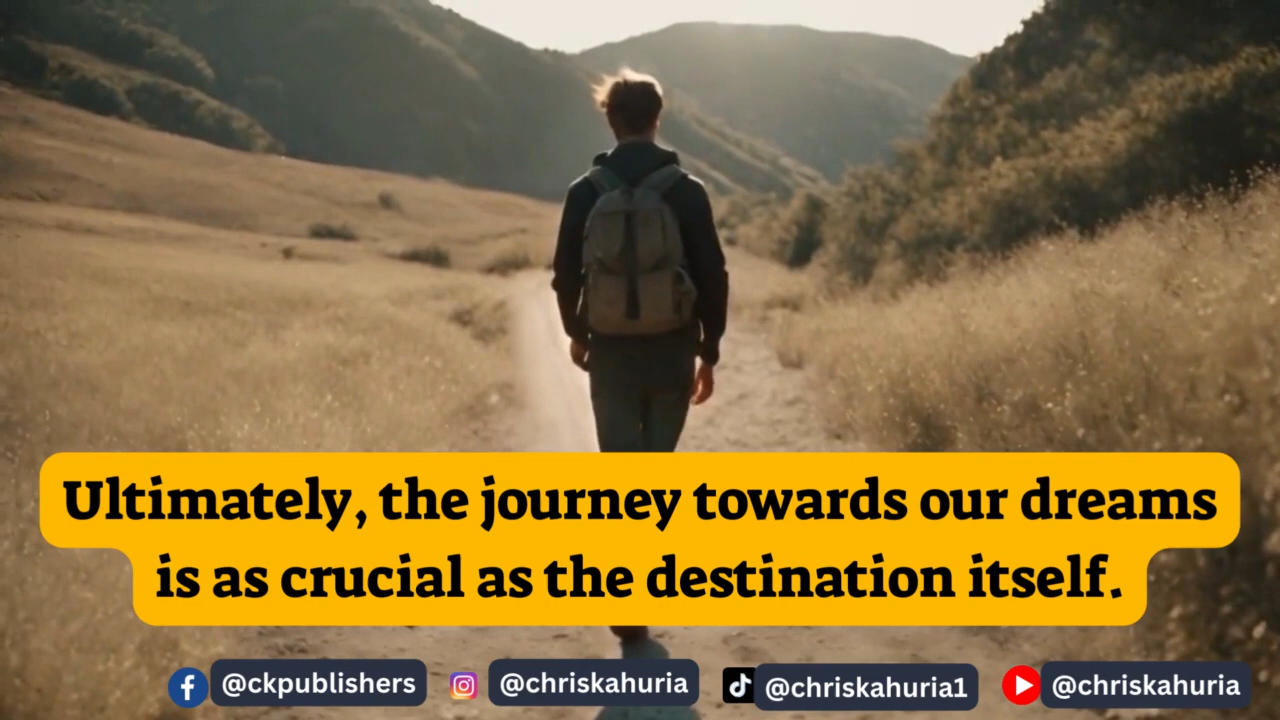 Ultimately, the journey towards our dreams
is as crucial as the destination itself.
@ckpublishers @chriskahuria @chriskahuria1 @chriskahuria